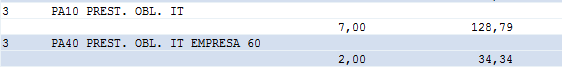 3 PA10 PREST. OBL. IT
7,00 128,79
3 PA40 PREST. OBL. IT EMPRESA 60
2,00 34,34